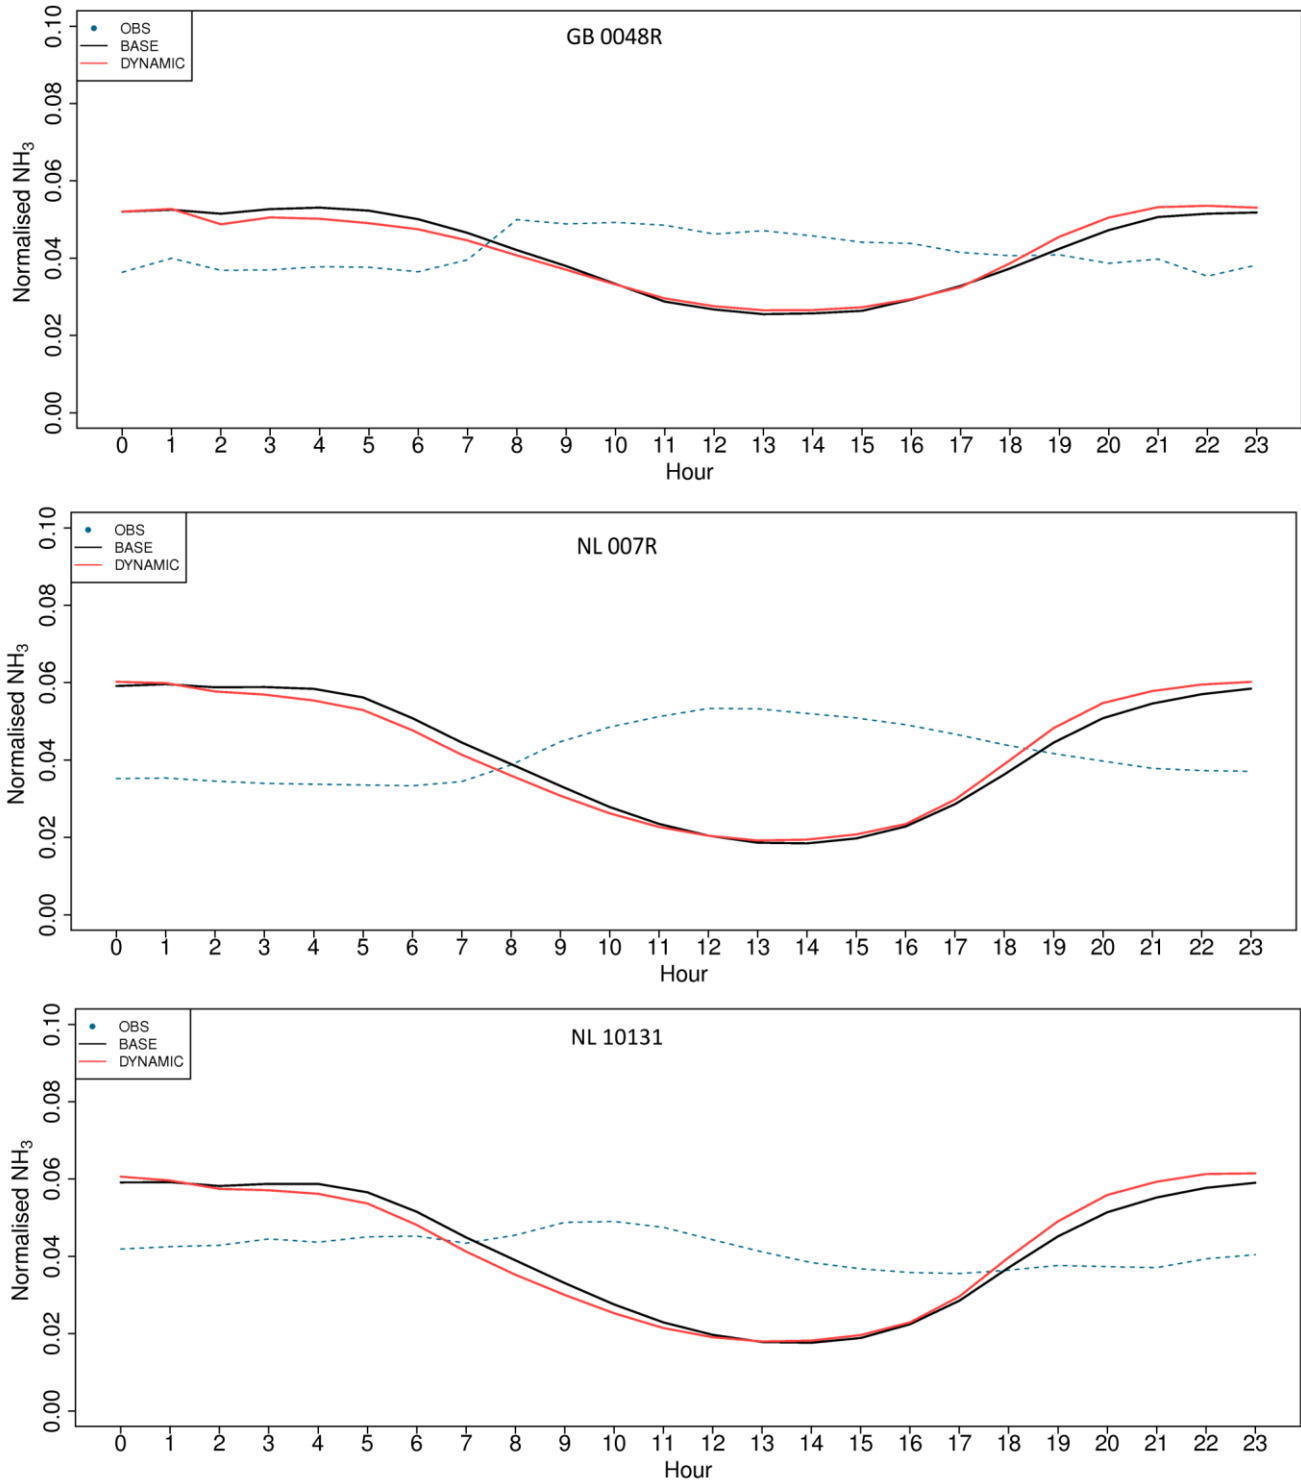 GB 0048R
OBS
BASE
DYNAMIC
Normalised NH₃
0.00 0.02 0.04 0.06 0.08 0.10
0 1 2 3 4 5 6 7 8 9 10 11 12 13 14 15 16 17 18 19 20 21 22 23
Hour
NL 007R
OBS
BASE
DYNAMIC
Normalised NH₃
0.00 0.02 0.04 0.06 0.08 0.10
0 1 2 3 4 5 6 7 8 9 10 11 12 13 14 15 16 17 18 19 20 21 22 23
Hour
NL 10131
OBS
BASE
DYNAMIC
Normalised NH₃
0.00 0.02 0.04 0.06 0.08 0.10
0 1 2 3 4 5 6 7 8 9 10 11 12 13 14 15 16 17 18 19 20 21 22 23
Hour